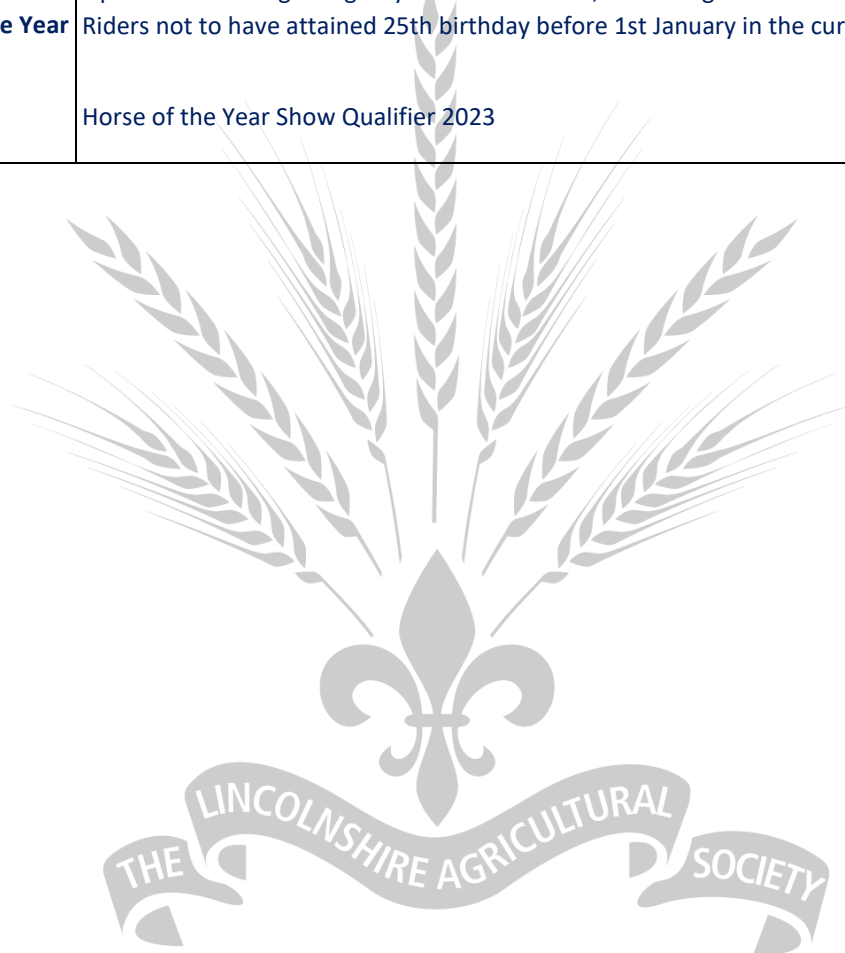 e Year Riders not to have attained 25th birthday before 1st January in the cur
Horse of the Year Show Qualifier 2023
THE LINCOLNSHIRE AGRICULTURAL SOCIETY